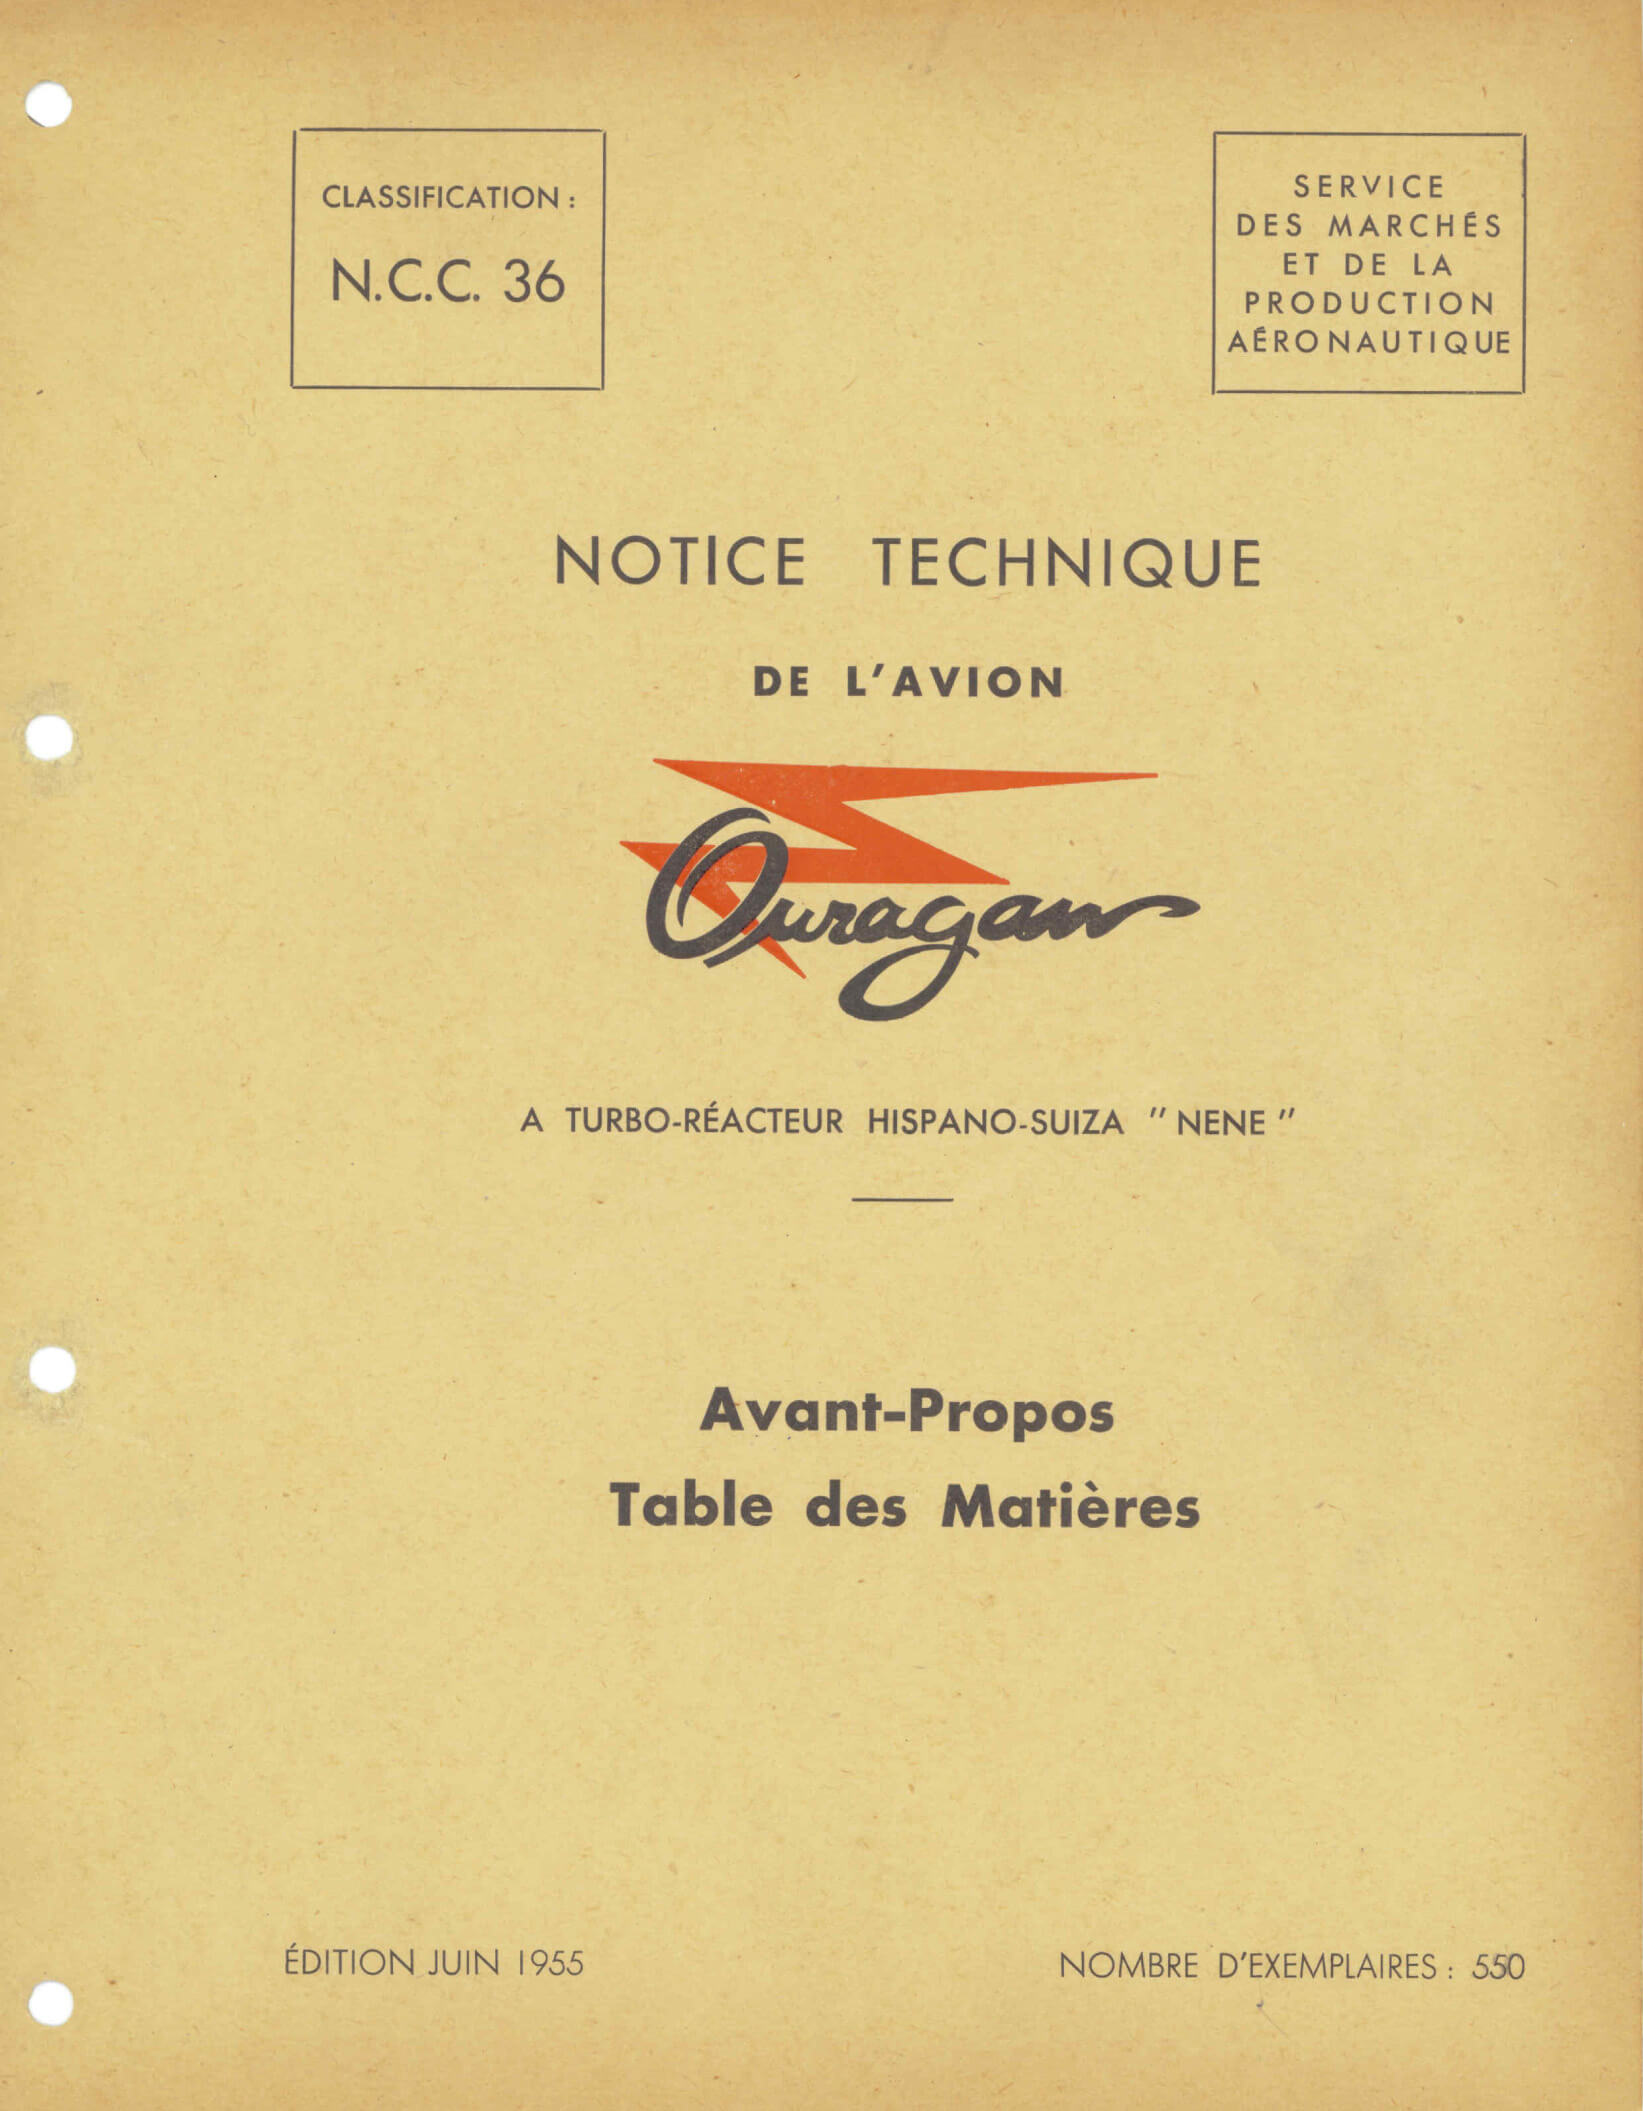 CLASSIFICATION :
N.C.C. 36
SERVICE
DES MARCHÉS
ET DE LA
PRODUCTION
AÉRONAUTIQUE
NOTICE TECHNIQUE
DE L'AVION
Ouragan
A TURBO-RÉACTEUR HISPANO-SUIZA " NENE "
Avant-Propos
Table des Matières
ÉDITION JUIN 1955
NOMBRE D'EXEMPLAIRES : 550